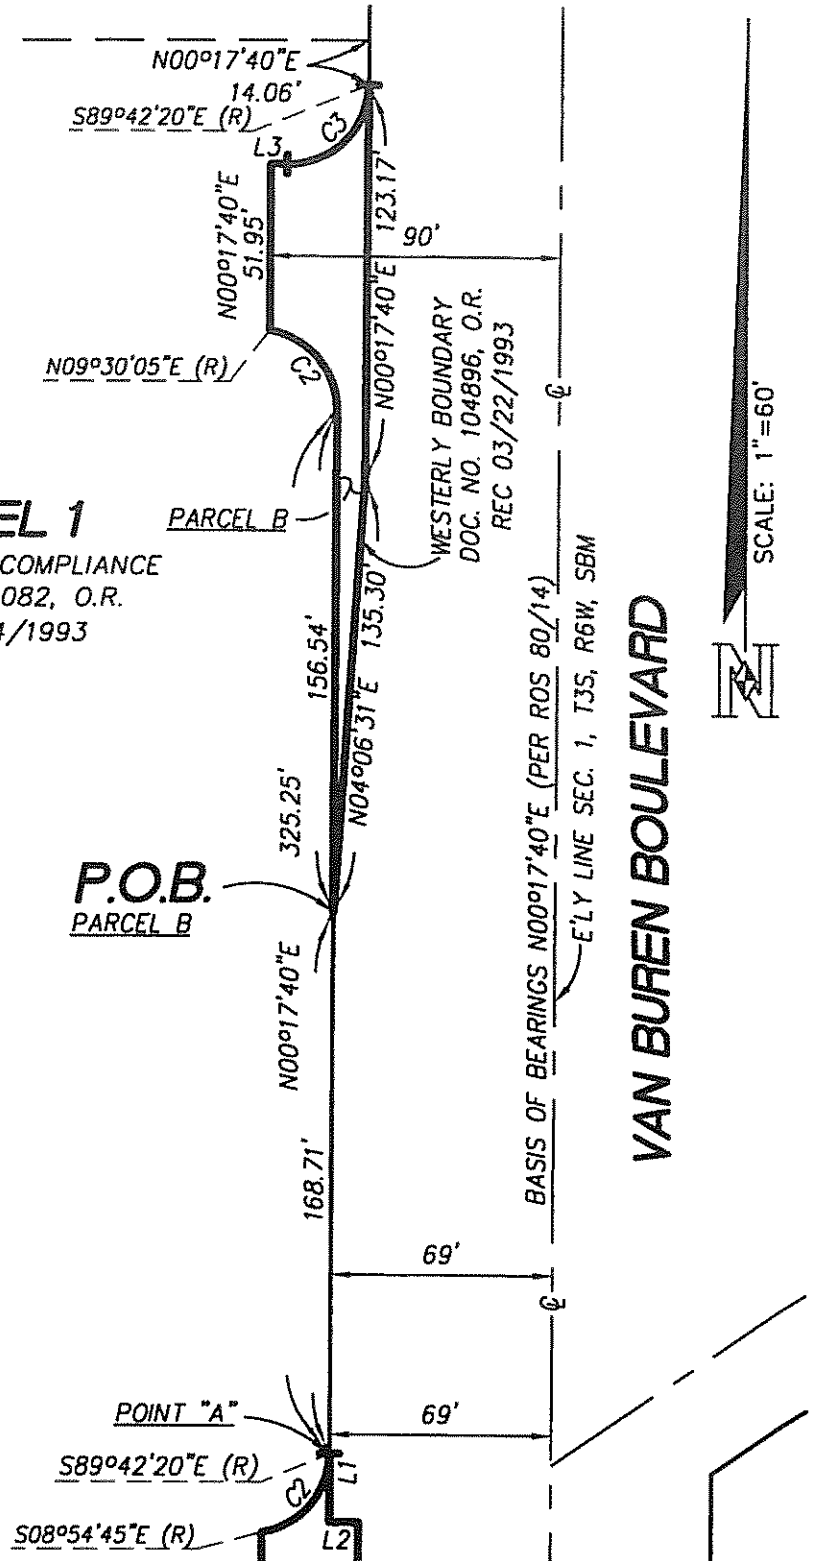 N00°17'40"E
14.06'
S89°42'20"E (R)
C3
L3
123.17'
N00°17'40"E
51.95'
90'
N00°17'40"E
WESTERLY BOUNDARY
DOC. NO. 104896, O.R.
REC 03/22/1993
N09°30'05"E (R)
C2
℄
SCALE: 1"=60'
EL 1
COMPLIANCE
082, O.R.
4/1993
PARCEL B
156.54'
135.30'
N04°06'31"E
325.25'
P.O.B.
PARCEL B
N00°17'40"E
168.71'
BASIS OF BEARINGS N00°17'40"E (PER ROS 80/14)
E'LY LINE SEC. 1, T3S, R6W, SBM
VAN BUREN BOULEVARD
N
69'
℄
POINT "A"
69'
S89°42'20"E (R)
L1
C2
S08°54'45"E (R)
L2